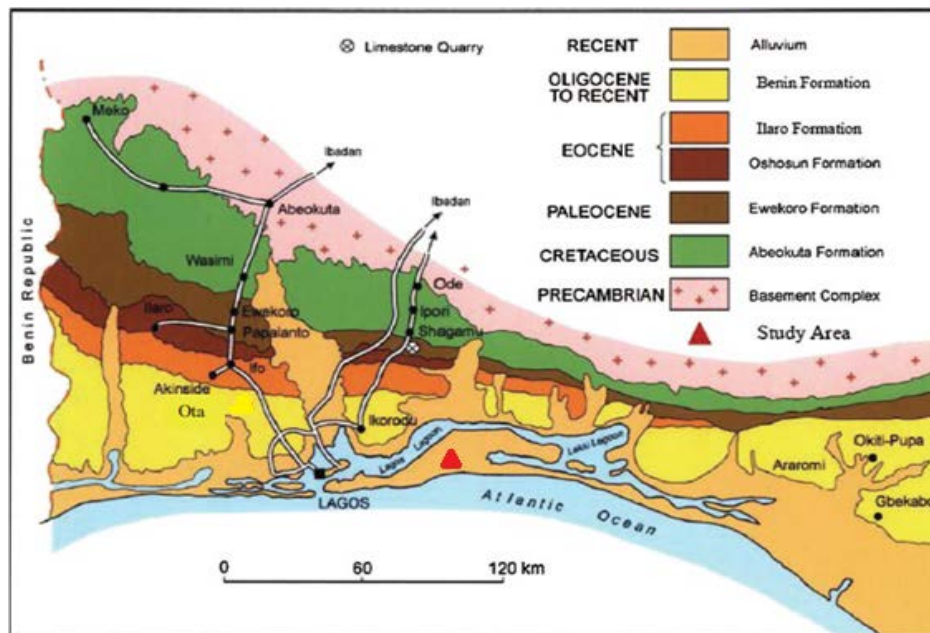 Limestone Quarry
RECENT
Alluvium
OLIGOCENE
TO RECENT
Benin Formation
EOCENE
Ilaro Formation
Oshosun Formation
PALEOCENE
Ewekoro Formation
CRETACEOUS
Abeokuta Formation
PRECAMBRIAN
Basement Complex
Study Area
Meko
Ibadan
Abeokuta
Ibadan
Wasimi
Ode
Ipori
Shagamu
Ilaro
Ewekoro
Papalanto
Ifo
Akinside
Ota
Ikorodu
Lagos Lagoon
Lekki Lagoon
LAGOS
Atlantic Ocean
Okiti-Pupa
Araromi
Gbekabo
Benin Republic
0 60 120 km